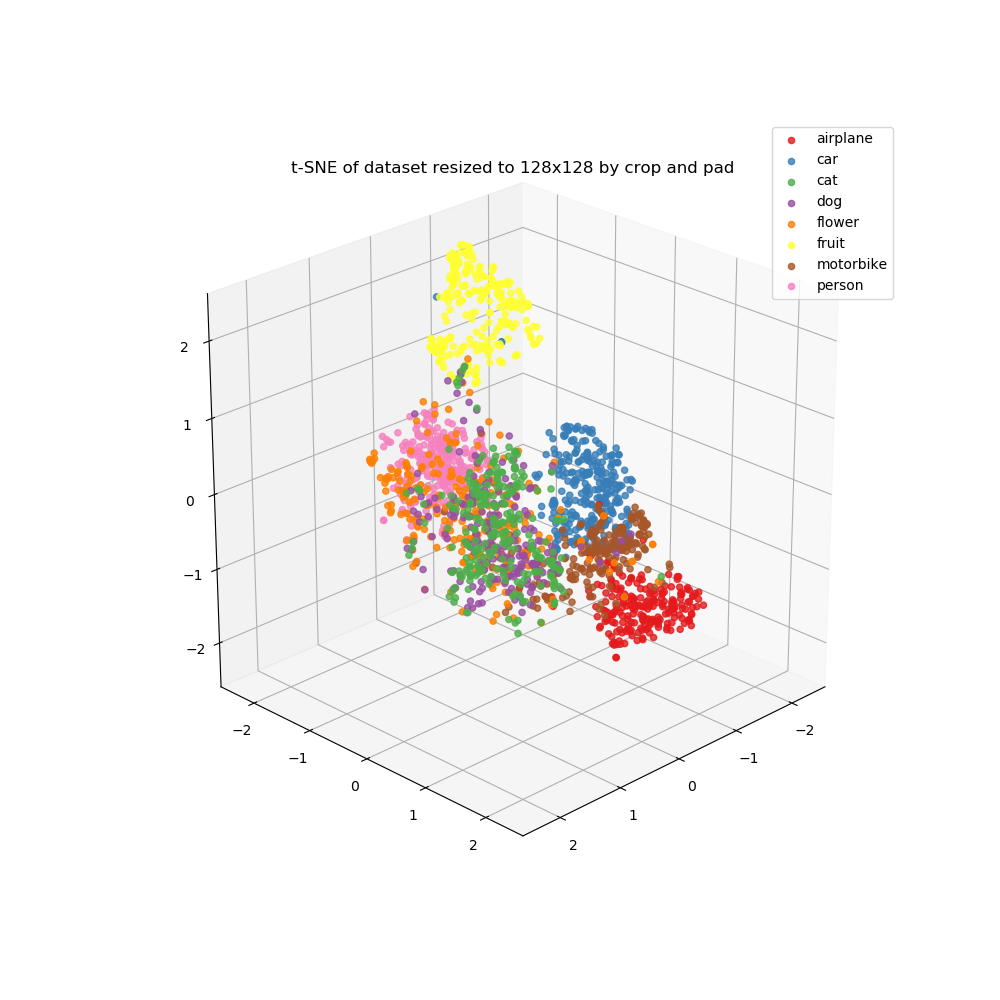 t-SNE of dataset resized to 128x128 by crop and pad
airplane
car
cat
dog
flower
fruit
motorbike
person
2
1
0
−1
−2
−2
−1
0
1
2
2
1
0
−1
−2